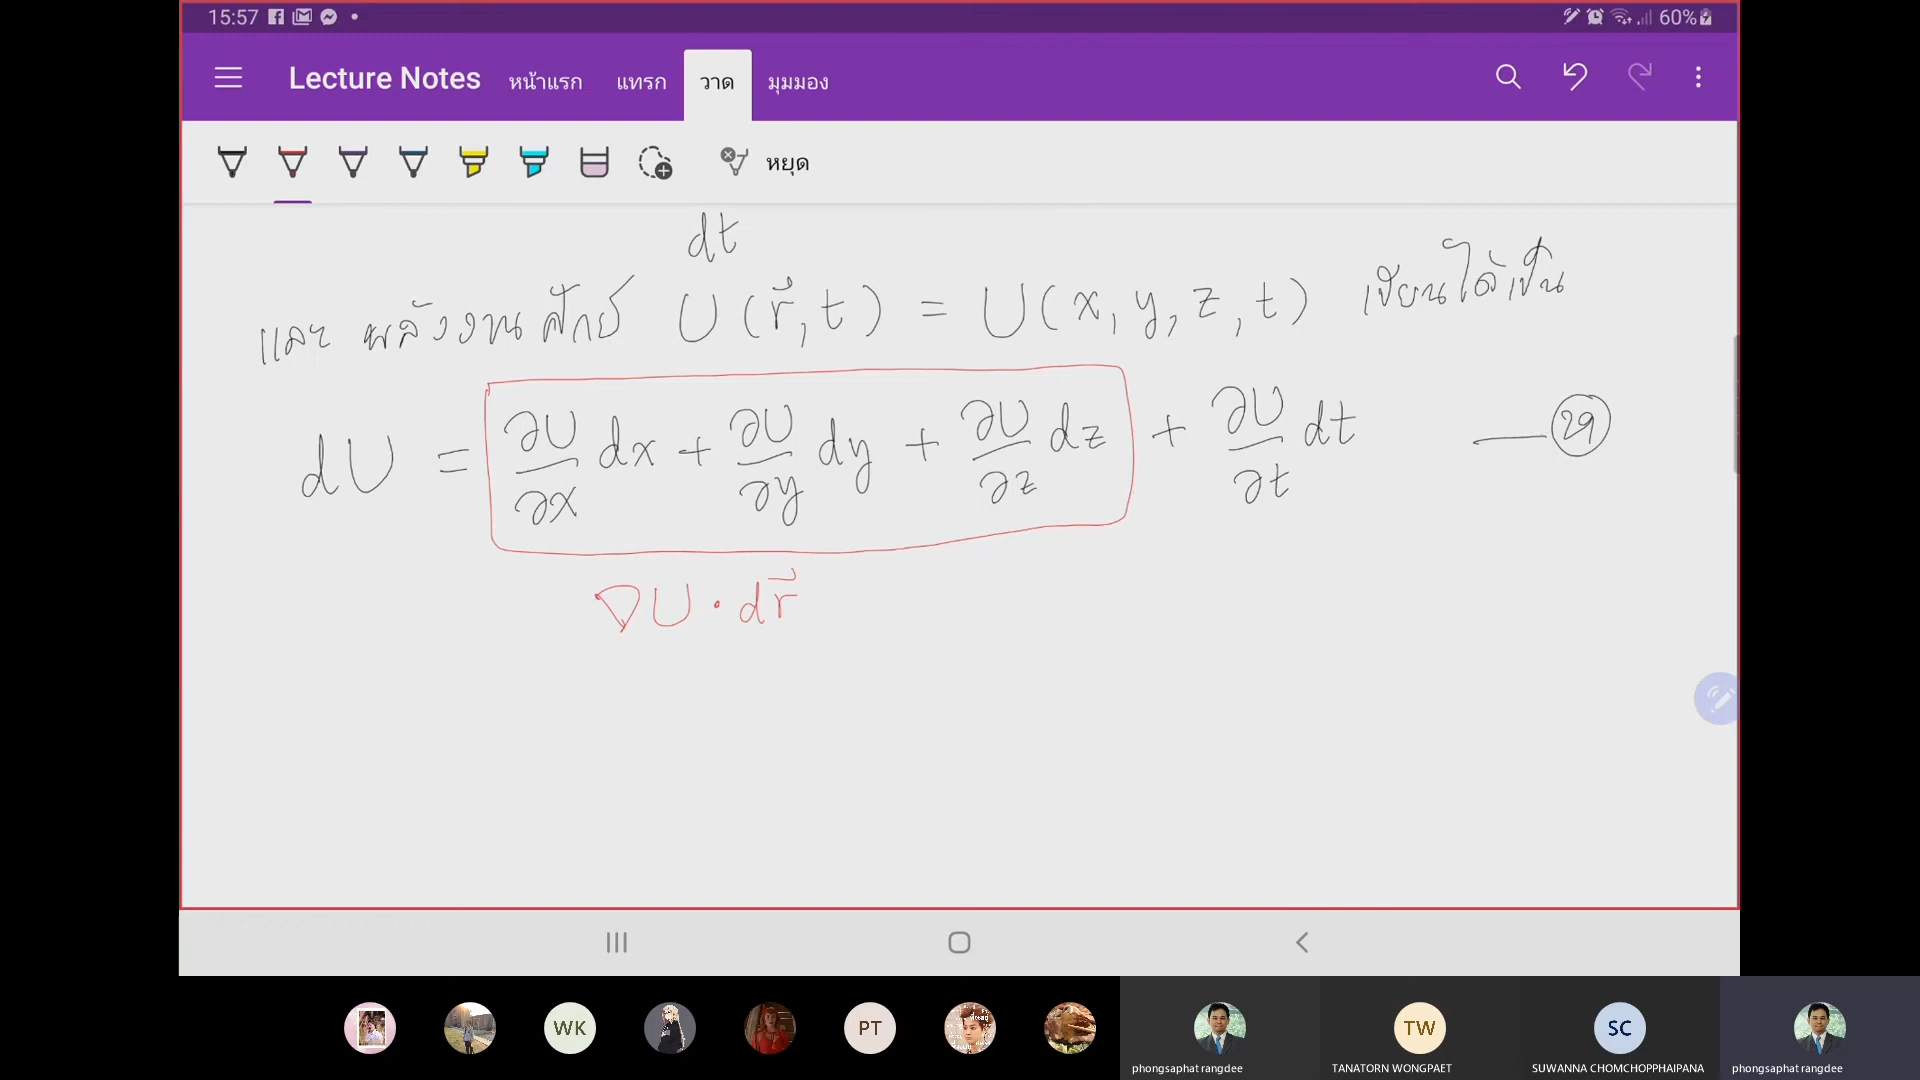 15:57 60%
Lecture Notes หน้าแรก แทรก วาด มุมมอง
หยุด
dt
และ พลังงานศักย์ U(r⃗,t) = U(x,y,z,t) เขียนได้เป็น
dU = ∂U/∂x dx + ∂U/∂y dy + ∂U/∂z dz + ∂U/∂t dt — 29
∇U · dr⃗
WK PT TW SC
phongsaphat rangdee TANATORN WONGPAET SUWANNA CHOMCHOPPHAIPANA phongsaphat rangdee